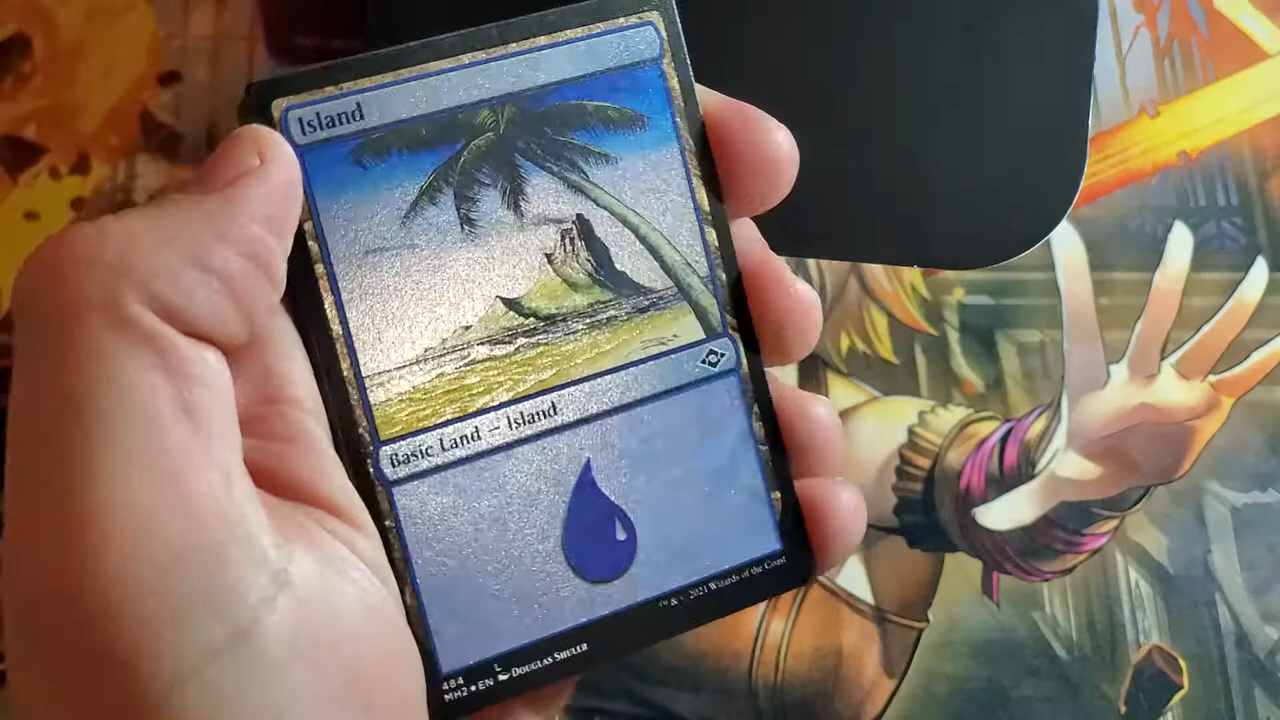 Island
Basic Land – Island
™ & © 2021 Wizards of the Coast
484 L
MH2★EN Douglas Shuler